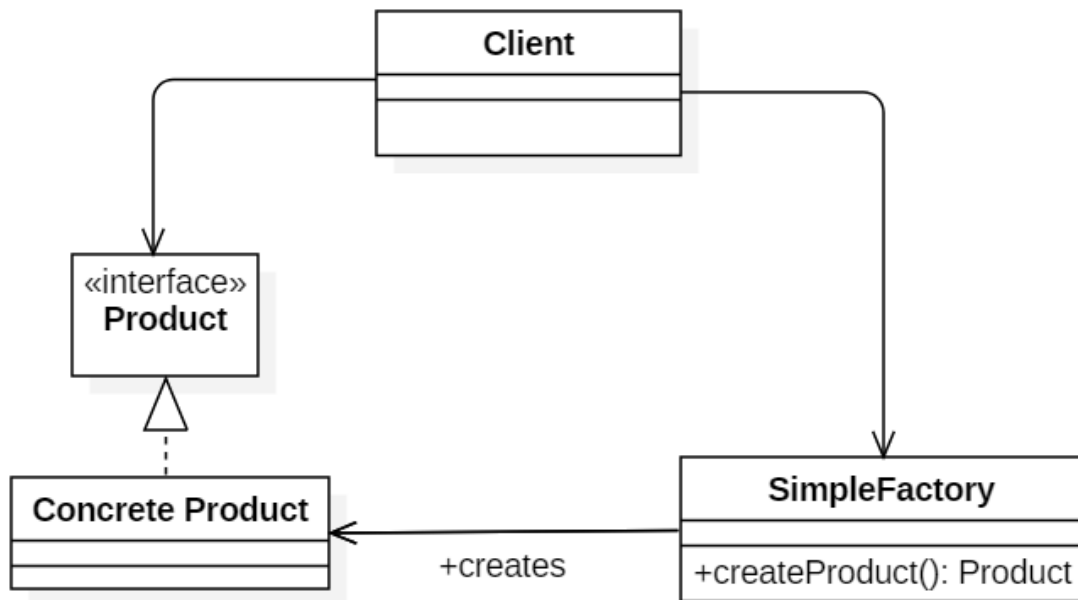 Client
«interface»
Product
Concrete Product
SimpleFactory
+creates
+createProduct(): Product